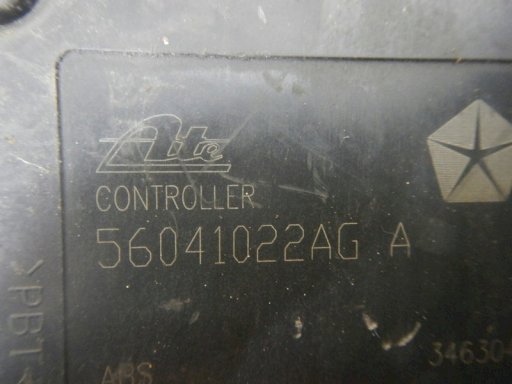 Ate
CONTROLLER
56041022AG A
>PBT
34630
ABS